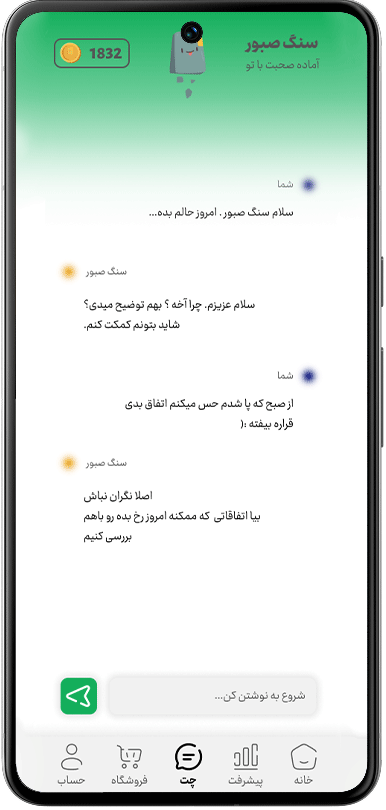 سنگ صبور
آماده صحبت با تو
1832
شما
سلام سنگ صبور . امروز حالم بده...
سنگ صبور
سلام عزیزم. چرا آخه ؟ بهم توضیح میدی؟
شاید بتونم کمکت کنم.
شما
از صبح که پا شدم حس میکنم اتفاق بدی
قراره بیفته :(
سنگ صبور
اصلا نگران نباش
بیا اتفاقاتی که ممکنه امروز رخ بده رو باهم
بررسی کنیم
شروع به نوشتن کن...
خانه
پیشرفت
چت
فروشگاه
حساب